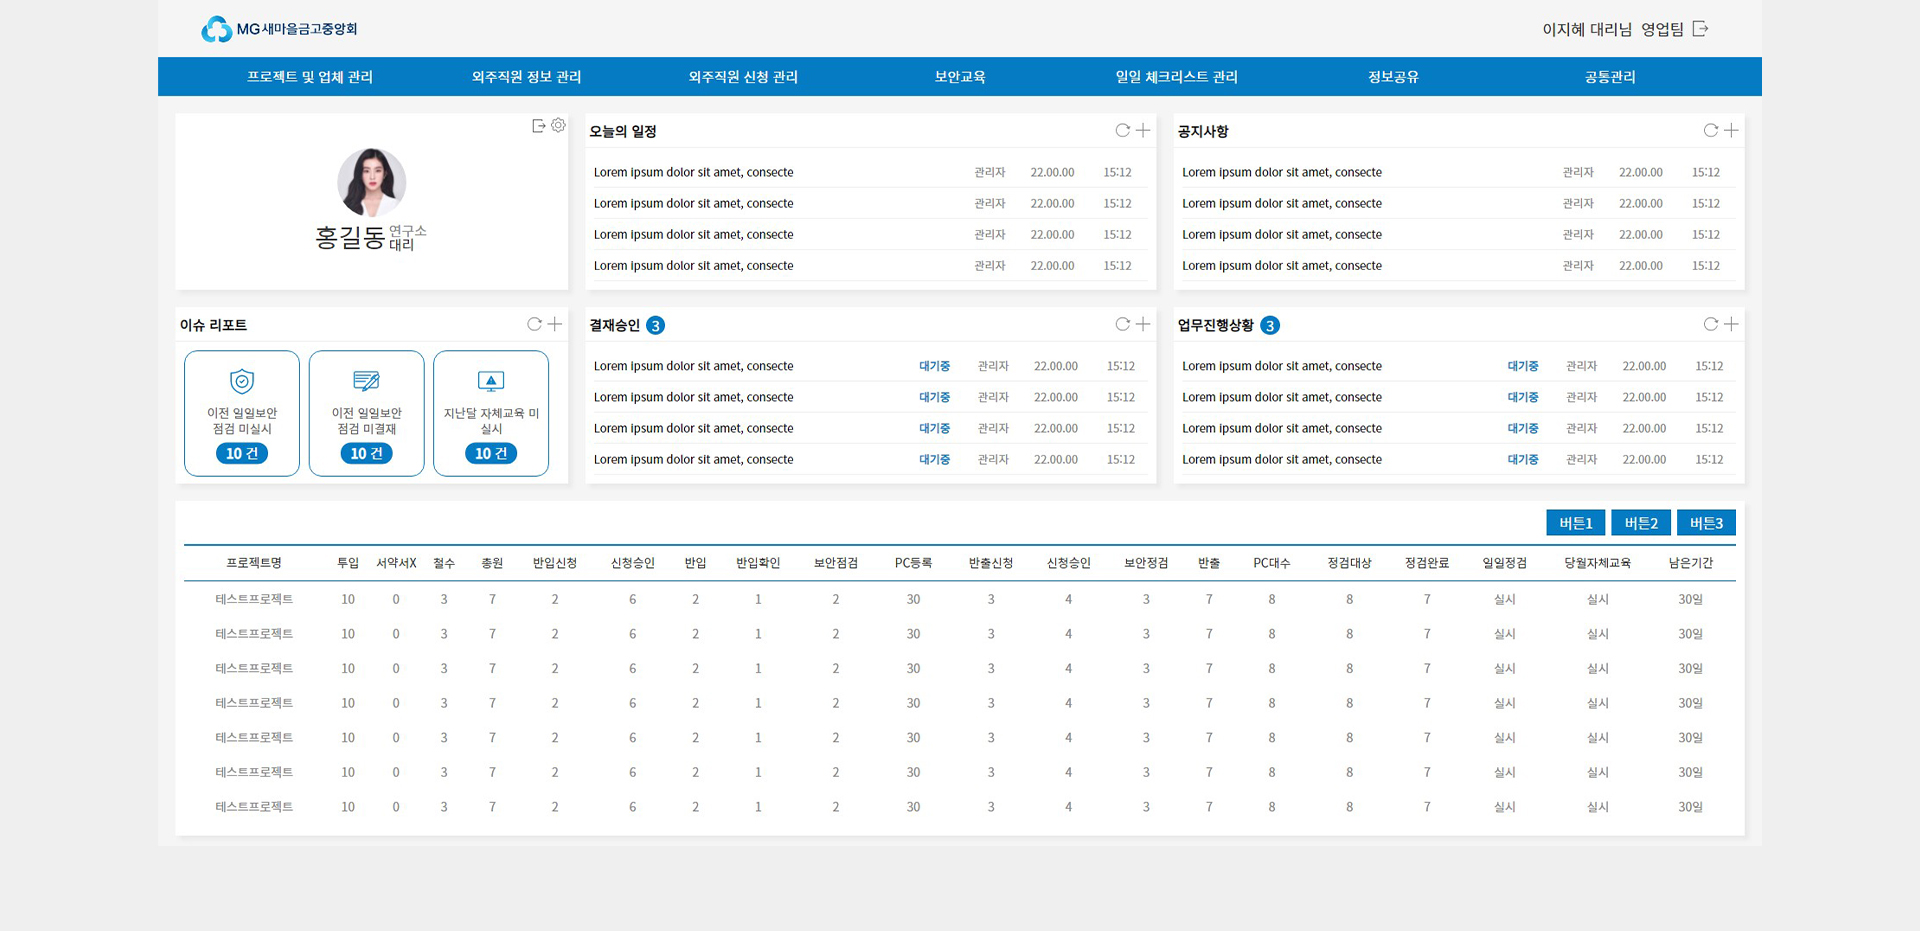 MG새마을금고중앙회
이지혜 대리님 영업팀
프로젝트 및 업체 관리 외주직원 정보 관리 외주직원 신청 관리 보안교육 일일 체크리스트 관리 정보공유 공통관리
홍길동 연구소 대리
오늘의 일정
Lorem ipsum dolor sit amet, consecte 관리자 22.00.00 15:12
Lorem ipsum dolor sit amet, consecte 관리자 22.00.00 15:12
Lorem ipsum dolor sit amet, consecte 관리자 22.00.00 15:12
Lorem ipsum dolor sit amet, consecte 관리자 22.00.00 15:12
공지사항
Lorem ipsum dolor sit amet, consecte 관리자 22.00.00 15:12
Lorem ipsum dolor sit amet, consecte 관리자 22.00.00 15:12
Lorem ipsum dolor sit amet, consecte 관리자 22.00.00 15:12
Lorem ipsum dolor sit amet, consecte 관리자 22.00.00 15:12
이슈 리포트
이전 일일보안
점검 미실시
10 건
이전 일일보안
점검 미결재
10 건
지난달 자체교육 미
실시
10 건
결재승인 3
Lorem ipsum dolor sit amet, consecte 대기중 관리자 22.00.00 15:12
Lorem ipsum dolor sit amet, consecte 대기중 관리자 22.00.00 15:12
Lorem ipsum dolor sit amet, consecte 대기중 관리자 22.00.00 15:12
Lorem ipsum dolor sit amet, consecte 대기중 관리자 22.00.00 15:12
업무진행상황 3
Lorem ipsum dolor sit amet, consecte 대기중 관리자 22.00.00 15:12
Lorem ipsum dolor sit amet, consecte 대기중 관리자 22.00.00 15:12
Lorem ipsum dolor sit amet, consecte 대기중 관리자 22.00.00 15:12
Lorem ipsum dolor sit amet, consecte 대기중 관리자 22.00.00 15:12
버튼1 버튼2 버튼3
프로젝트명 투입 서약서X 철수 총원 반입신청 신청승인 반입 반입확인 보안점검 PC등록 반출신청 신청승인 보안정검 반출 PC대수 정검대상 정검완료 일일정검 당월자체교육 남은기간
테스트프로젝트 10 0 3 7 2 6 2 1 2 30 3 4 3 7 8 8 7 실시 실시 30일
테스트프로젝트 10 0 3 7 2 6 2 1 2 30 3 4 3 7 8 8 7 실시 실시 30일
테스트프로젝트 10 0 3 7 2 6 2 1 2 30 3 4 3 7 8 8 7 실시 실시 30일
테스트프로젝트 10 0 3 7 2 6 2 1 2 30 3 4 3 7 8 8 7 실시 실시 30일
테스트프로젝트 10 0 3 7 2 6 2 1 2 30 3 4 3 7 8 8 7 실시 실시 30일
테스트프로젝트 10 0 3 7 2 6 2 1 2 30 3 4 3 7 8 8 7 실시 실시 30일
테스트프로젝트 10 0 3 7 2 6 2 1 2 30 3 4 3 7 8 8 7 실시 실시 30일